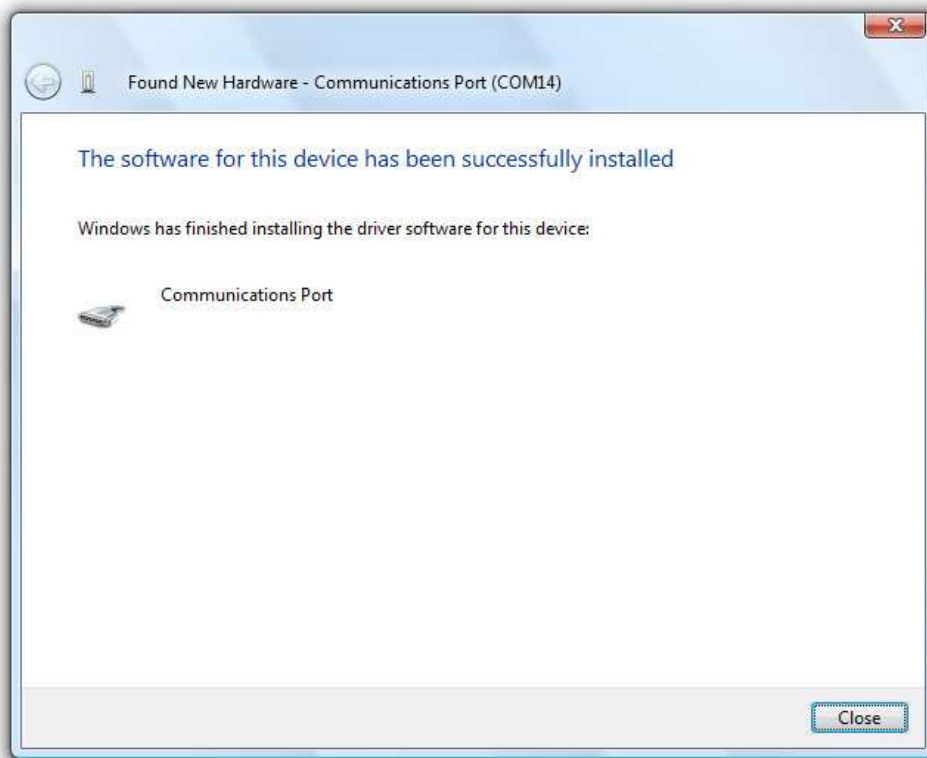 Found New Hardware - Communications Port (COM14)
The software for this device has been successfully installed
Windows has finished installing the driver software for this device:
Communications Port
Close